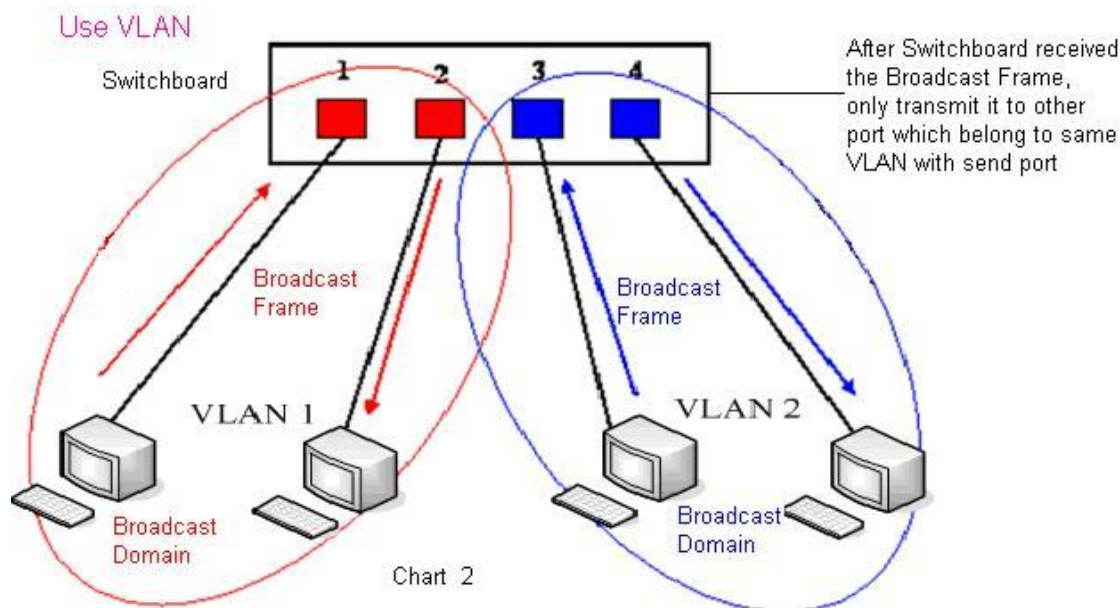 Use VLAN
Switchboard
1 2 3 4
After Switchboard received
the Broadcast Frame,
only transmit it to other
port which belong to same
VLAN with send port
Broadcast
Frame
Broadcast
Frame
VLAN 1
VLAN 2
Broadcast
Domain
Broadcast
Domain
Chart 2